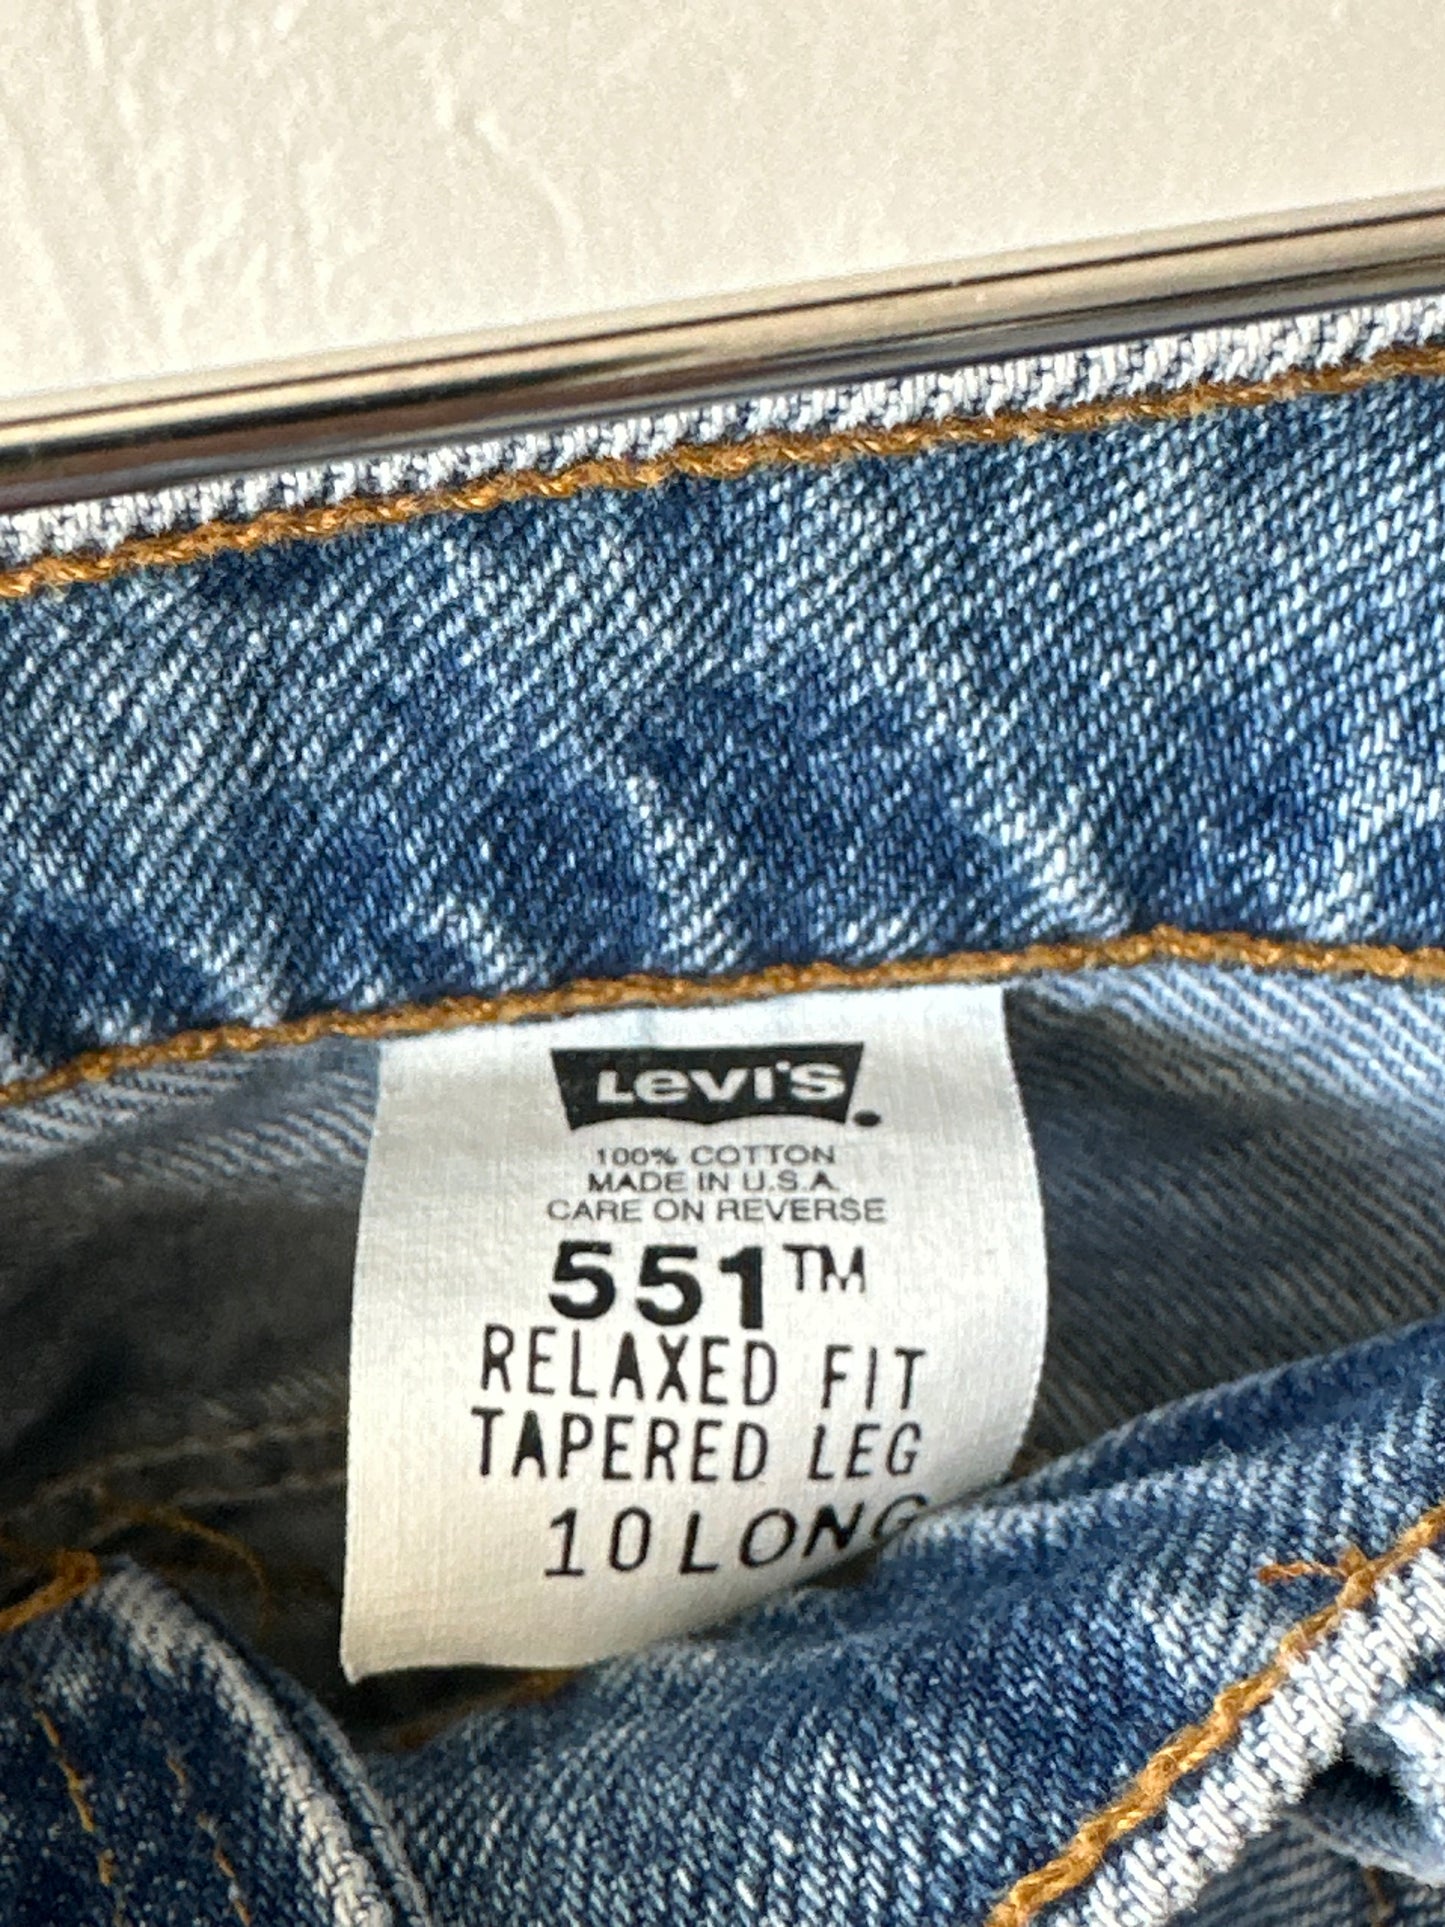 LEVI'S
100% COTTON
MADE IN U.S.A.
CARE ON REVERSE
551™
RELAXED FIT
TAPERED LEG
10 LONG